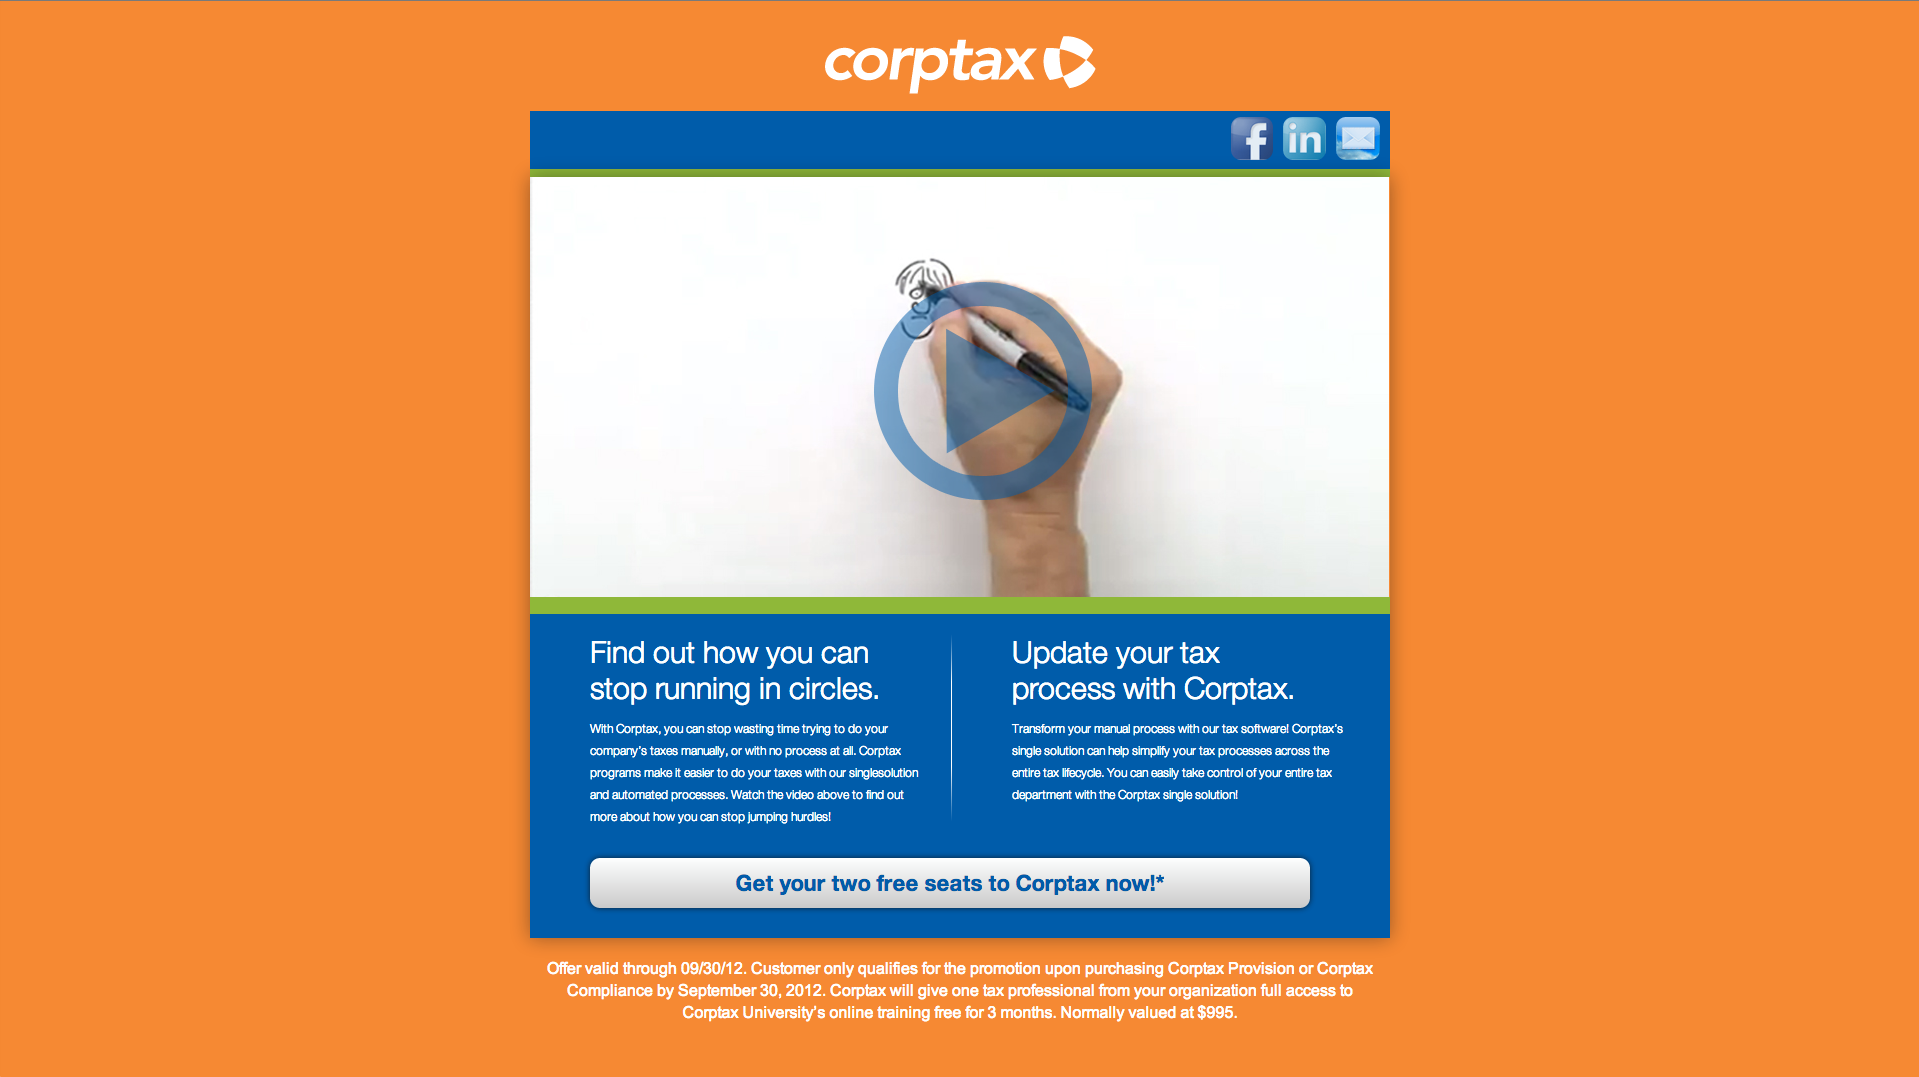 corptax
f in
Find out how you can
stop running in circles.
With Corptax, you can stop wasting time trying to do your
company's taxes manually, or with no process at all. Corptax
programs make it easier to do your taxes with our singlesolution
and automated processes. Watch the video above to find out
more about how you can stop jumping hurdles!
Update your tax
process with Corptax.
Transform your manual process with our tax software! Corptax's
single solution can help simplify your tax processes across the
entire tax lifecycle. You can easily take control of your entire tax
department with the Corptax single solution!
Get your two free seats to Corptax now!*
Offer valid through 09/30/12. Customer only qualifies for the promotion upon purchasing Corptax Provision or Corptax
Compliance by September 30, 2012. Corptax will give one tax professional from your organization full access to
Corptax University's online training free for 3 months. Normally valued at $995.